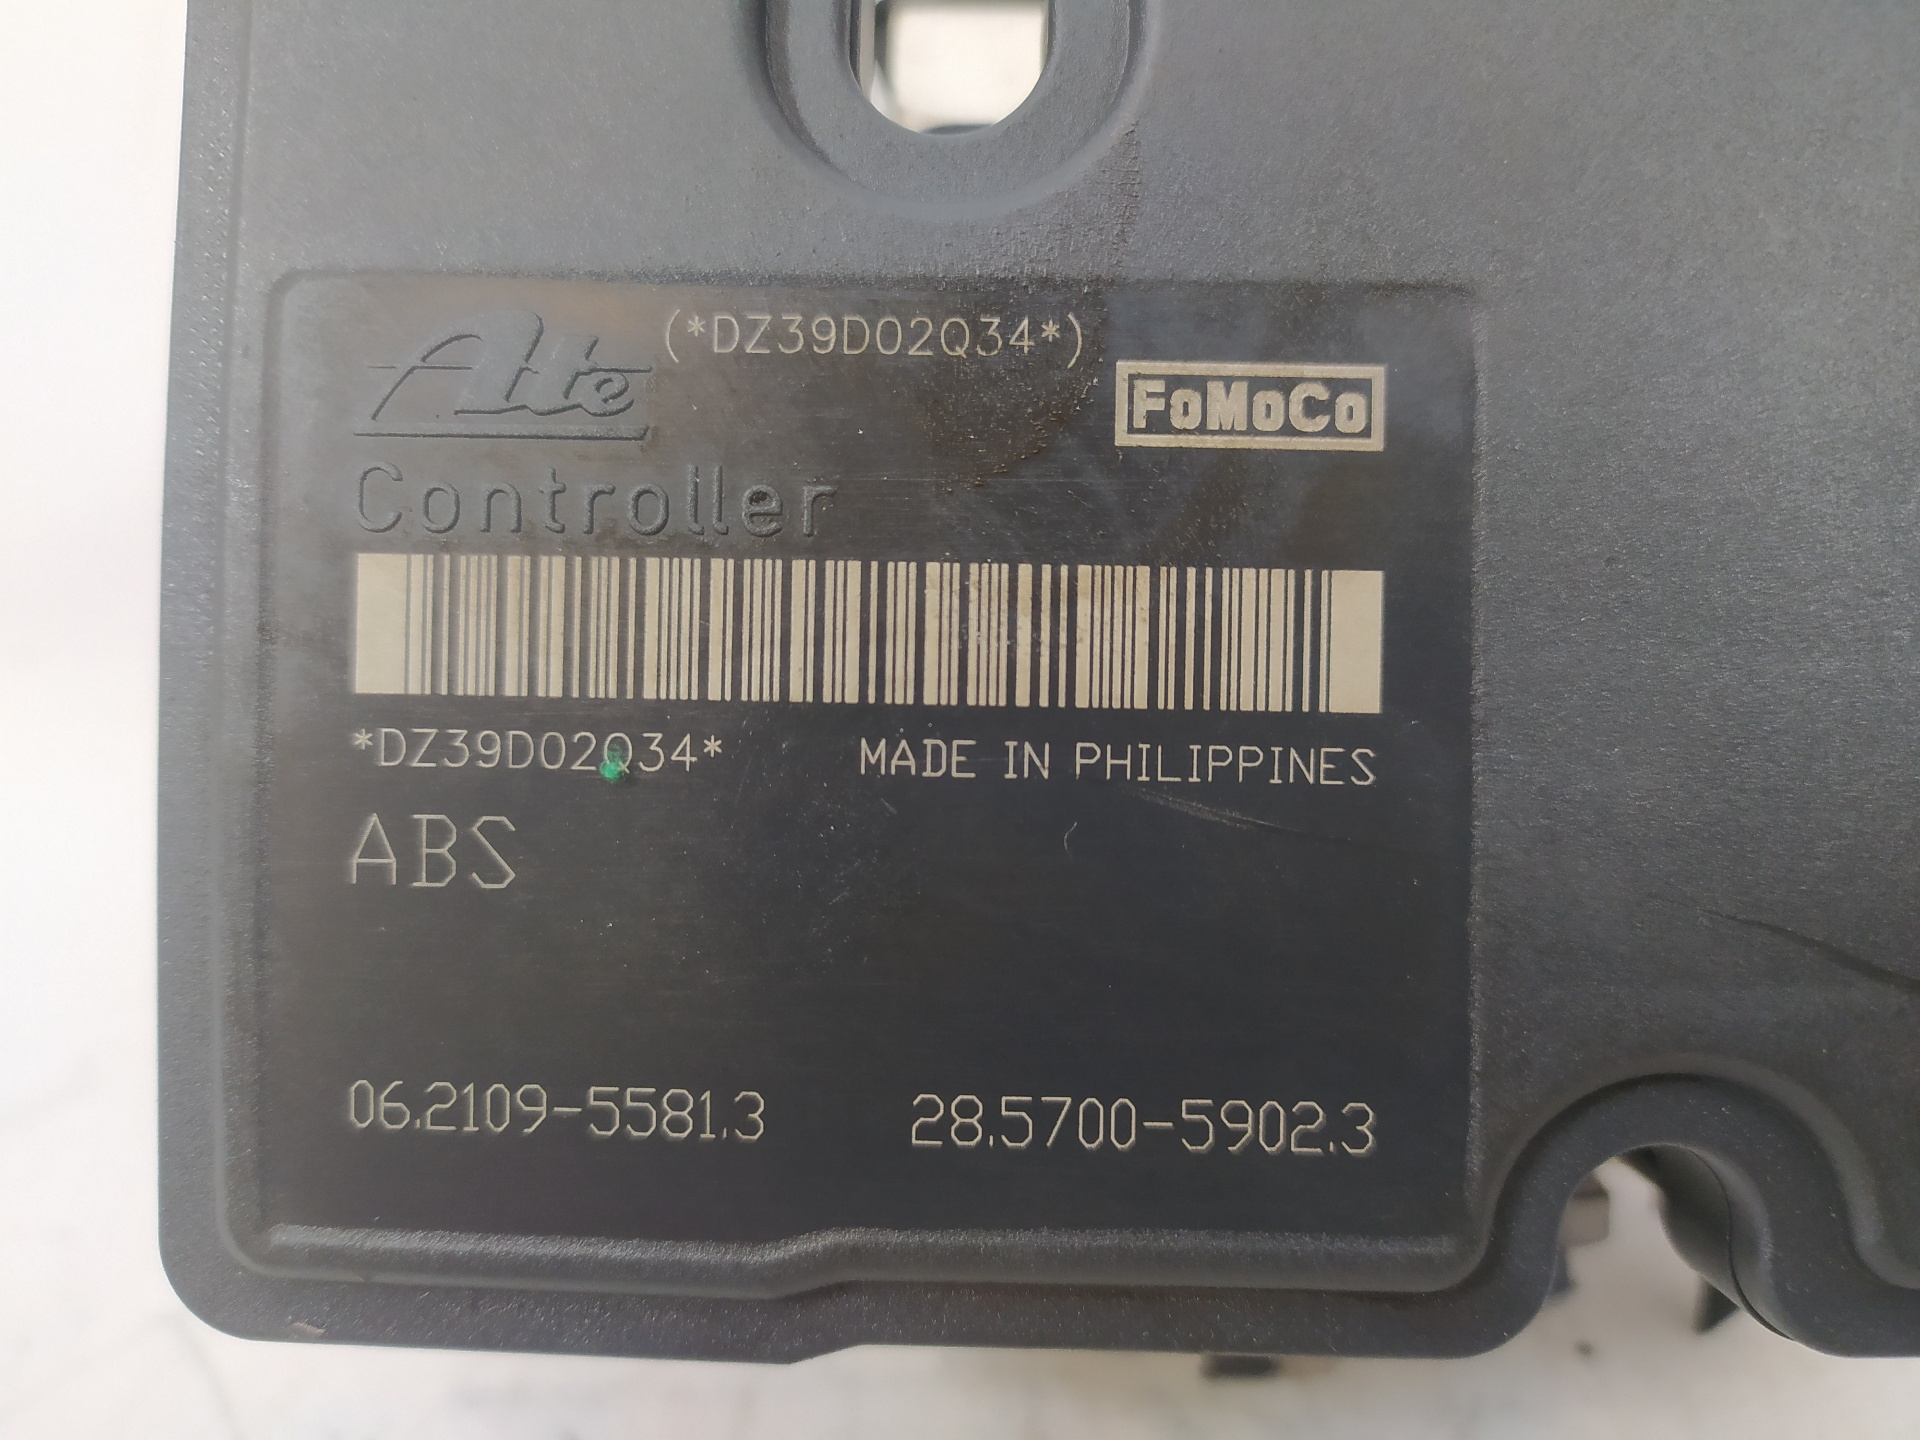 Ate (*DZ39D02Q34*)
FoMoCo
Controller
*DZ39D02Q34* MADE IN PHILIPPINES
ABS
06.2109-5581.3 28.5700-5902.3